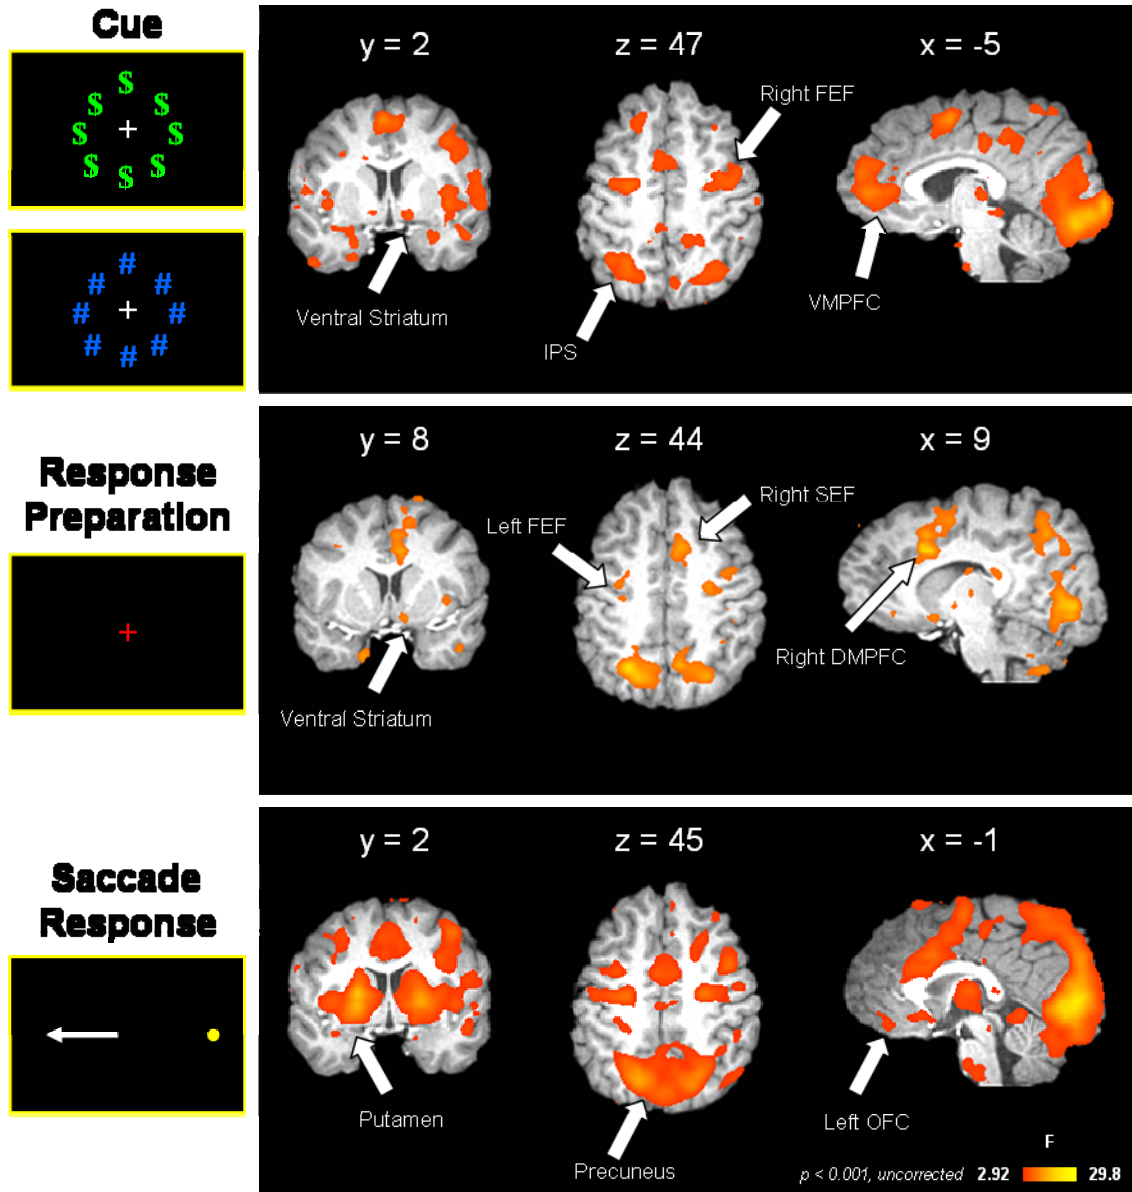 Cue
$
$ $
$ + $
$ $
$
#
# #
# + #
# #
#
y = 2 z = 47 x = -5
Right FEF
Ventral Striatum
IPS
VMPFC
Response
Preparation
+
y = 8 z = 44 x = 9
Right SEF
Left FEF
Right DMPFC
Ventral Striatum
Saccade
Response
y = 2 z = 45 x = -1
Putamen
Precuneus
Left OFC
F
p < 0.001, uncorrected 2.92 29.8